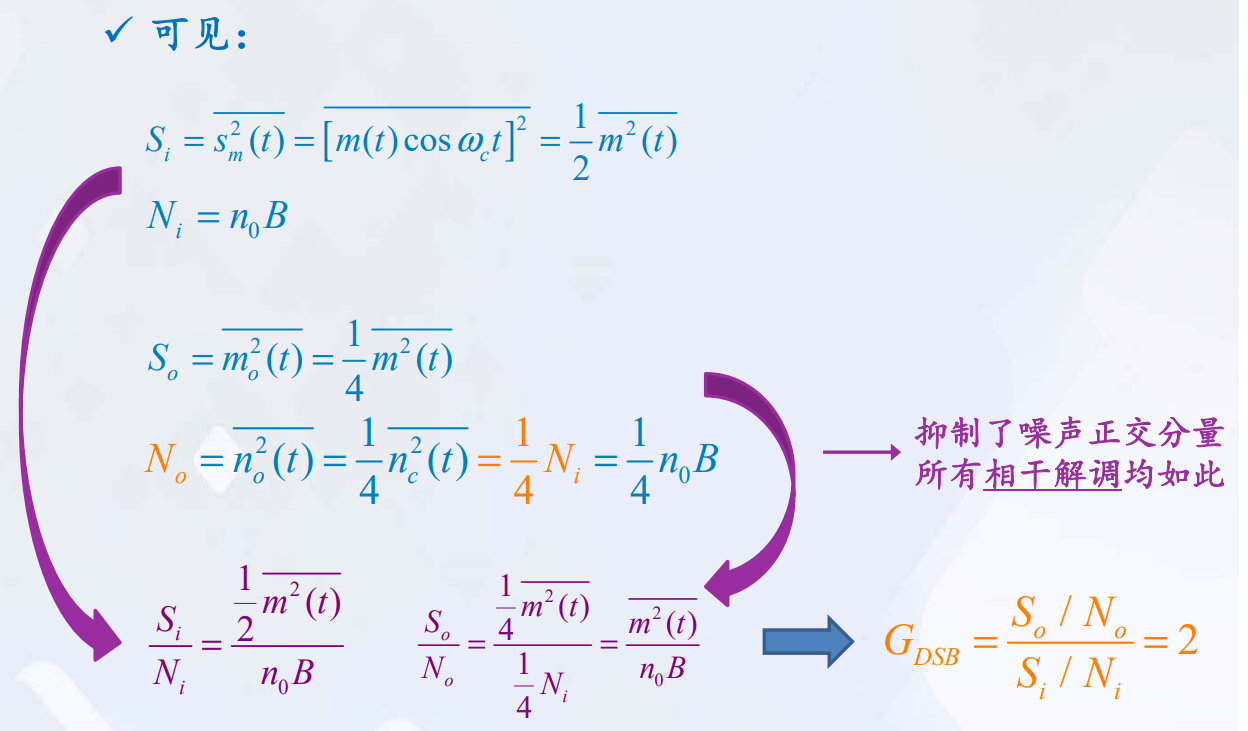 ✓ 可见：
$S_i = \overline{s_m^2(t)} = \overline{[m(t)\cos\omega_c t]^2} = \frac{1}{2}\overline{m^2(t)}$
$N_i = n_0 B$
$S_o = \overline{m_o^2(t)} = \frac{1}{4}\overline{m^2(t)}$
$N_o = \overline{n_o^2(t)} = \frac{1}{4}\overline{n_c^2(t)} = \frac{1}{4}N_i = \frac{1}{4}n_0 B$
抑制了噪声正交分量
所有相干解调均如此
$\frac{S_i}{N_i} = \frac{\frac{1}{2}\overline{m^2(t)}}{n_0 B}$
$\frac{S_o}{N_o} = \frac{\frac{1}{4}\overline{m^2(t)}}{\frac{1}{4}N_i} = \frac{\overline{m^2(t)}}{n_0 B}$
$G_{DSB} = \frac{S_o / N_o}{S_i / N_i} = 2$